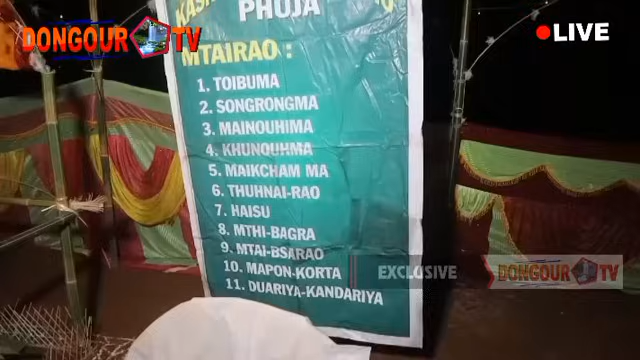 DONGOUR TV
LIVE
PHUJA
MTAIRAO :
1. TOIBUMA
2. SONGRONGMA
3. MAINOUHIMA
4. KHUNOUHMA
5. MAIKCHAM MA
6. THUHNAI-RAO
7. HAISU
8. MTHI-BAGRA
9. MTAI-BSARAO
10. MAPON-KORTA
11. DUARIYA-KANDARIYA
EXCLUSIVE
DONGOUR TV